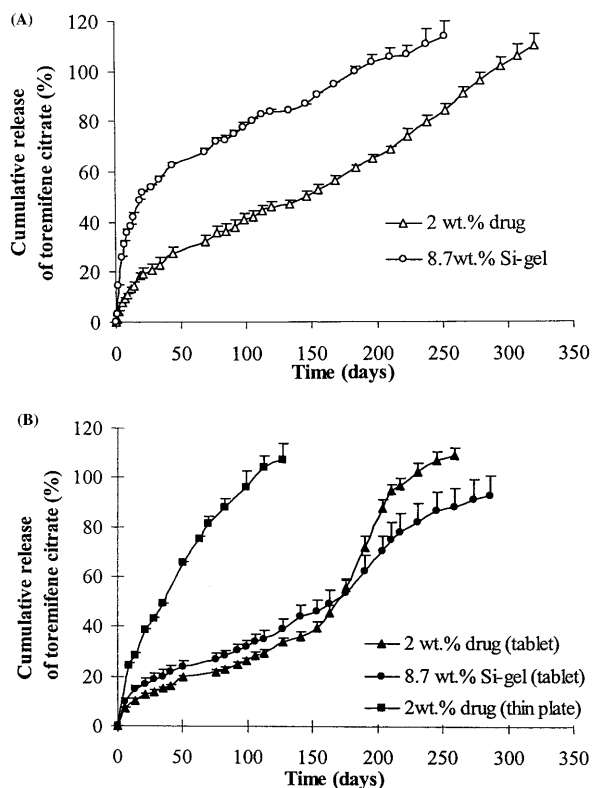 (A)
120
100
80
60
40
20
0
Cumulative release
of toremifene citrate (%)
2 wt.% drug
8.7wt.% Si-gel
0 50 100 150 200 250 300 350
Time (days)
(B)
120
100
80
60
40
20
0
Cumulative release
of toremifene citrate (%)
2 wt.% drug (tablet)
8.7 wt.% Si-gel (tablet)
2wt.% drug (thin plate)
0 50 100 150 200 250 300 350
Time (days)